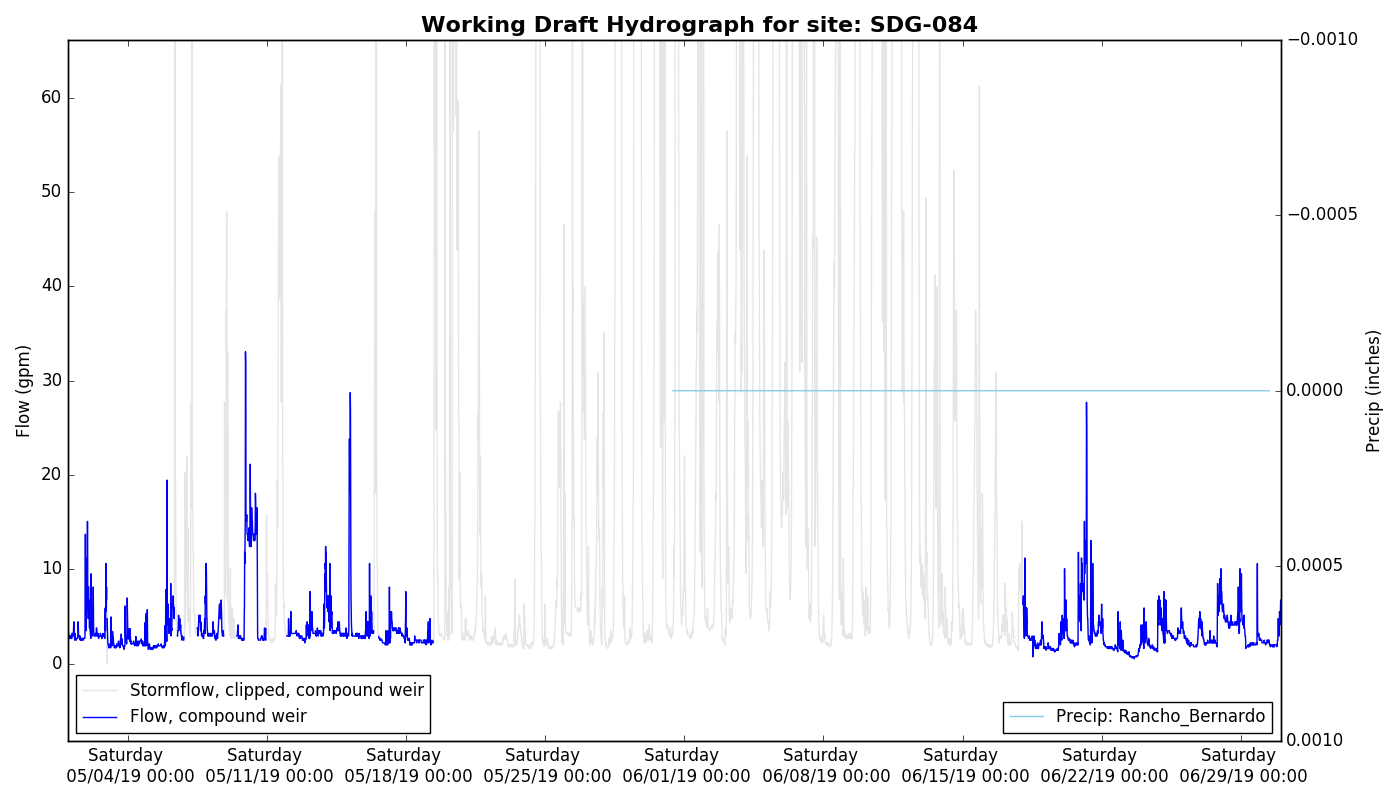 Working Draft Hydrograph for site: SDG-084
Flow (gpm)
60
50
40
30
20
10
0
−0.0010
−0.0005
0.0000
0.0005
0.0010
Precip (inches)
Stormflow, clipped, compound weir
Flow, compound weir
Precip: Rancho_Bernardo
Saturday
05/04/19 00:00
Saturday
05/11/19 00:00
Saturday
05/18/19 00:00
Saturday
05/25/19 00:00
Saturday
06/01/19 00:00
Saturday
06/08/19 00:00
Saturday
06/15/19 00:00
Saturday
06/22/19 00:00
Saturday
06/29/19 00:00